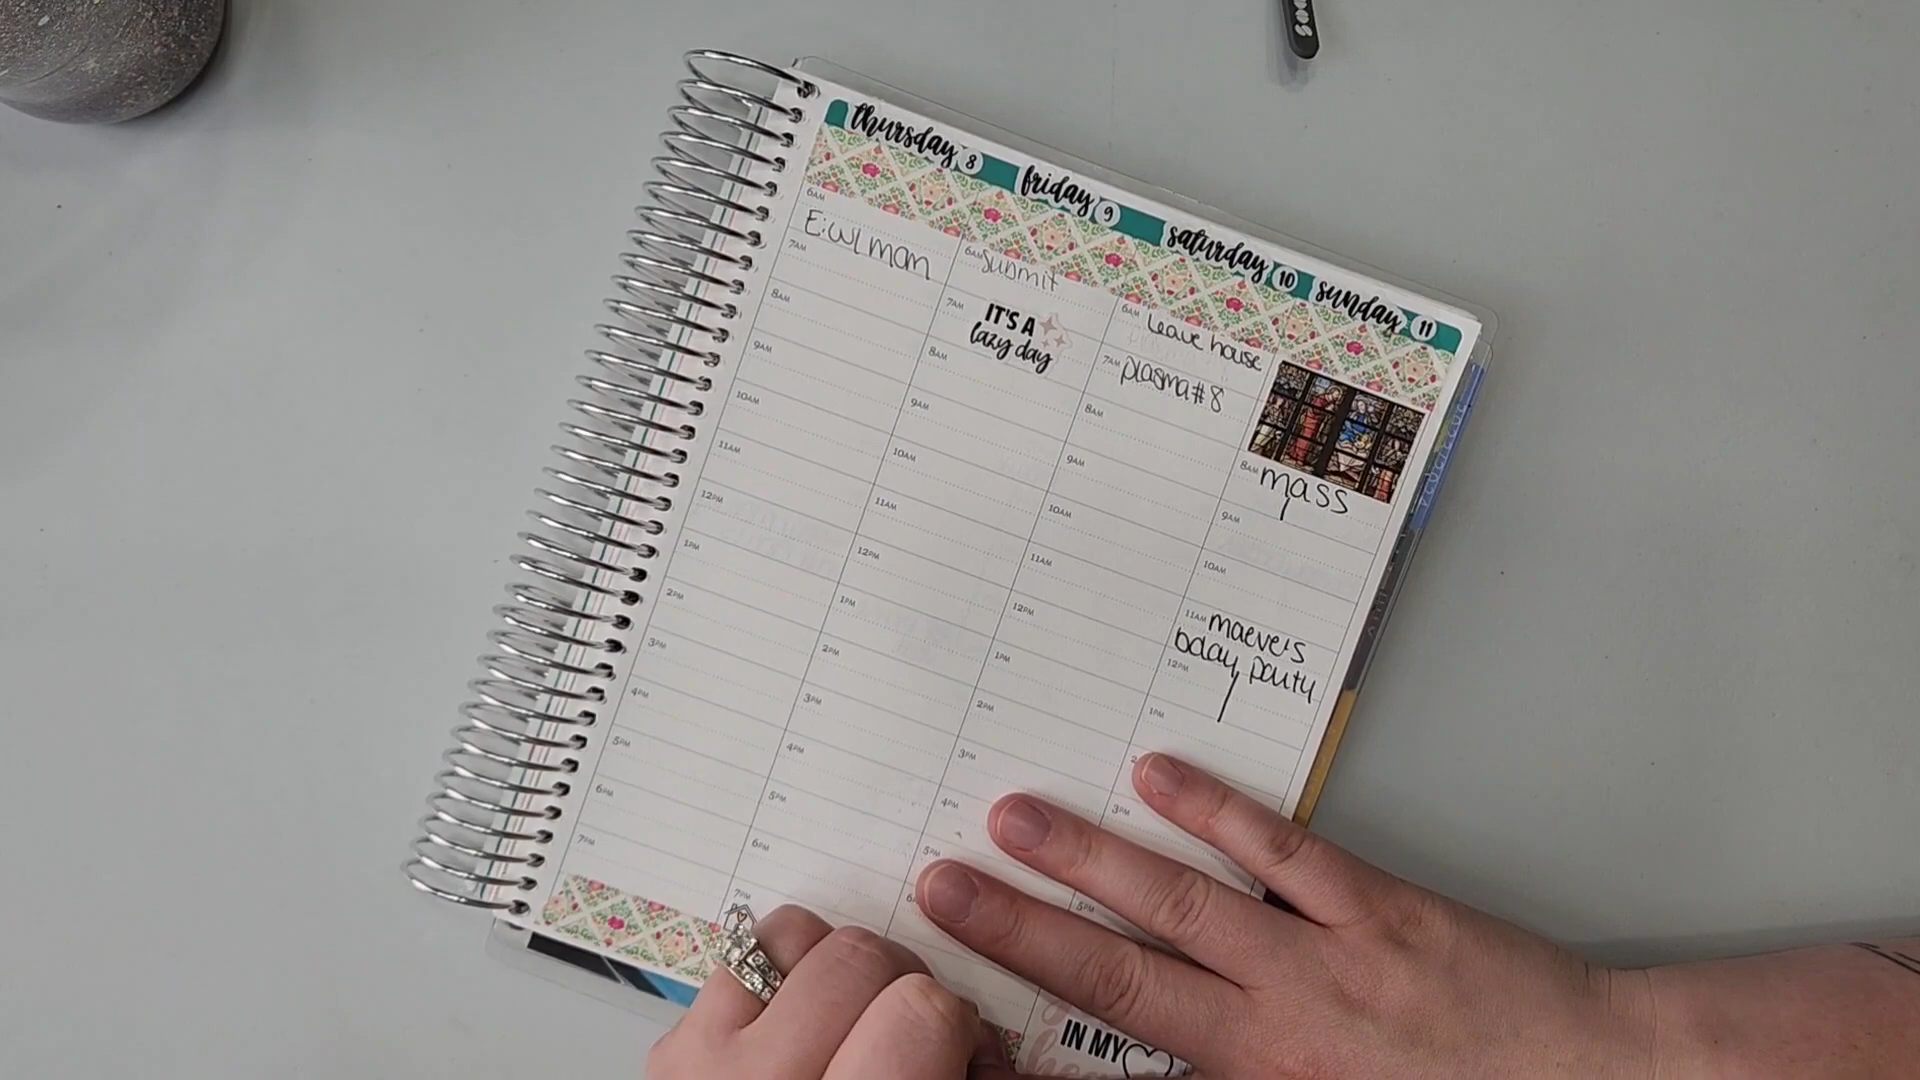 thursday 8
friday 9
saturday 10
sunday 11
6AM
E:W/ mom
7AM
8AM
9AM
10AM
11AM
12PM
1PM
2PM
3PM
4PM
5PM
6PM
7PM
6AM submit
7AM
IT'S A
lazy day
8AM
9AM
10AM
11AM
12PM
1PM
2PM
3PM
4PM
5PM
6PM
7PM
6AM leave house
7AM plasma #8
8AM
9AM
10AM
11AM
12PM
1PM
2PM
3PM
4PM
5PM
8AM mass
9AM
10AM
11AM maeve's
bday party
12PM
1PM
3PM
5PM
IN MY